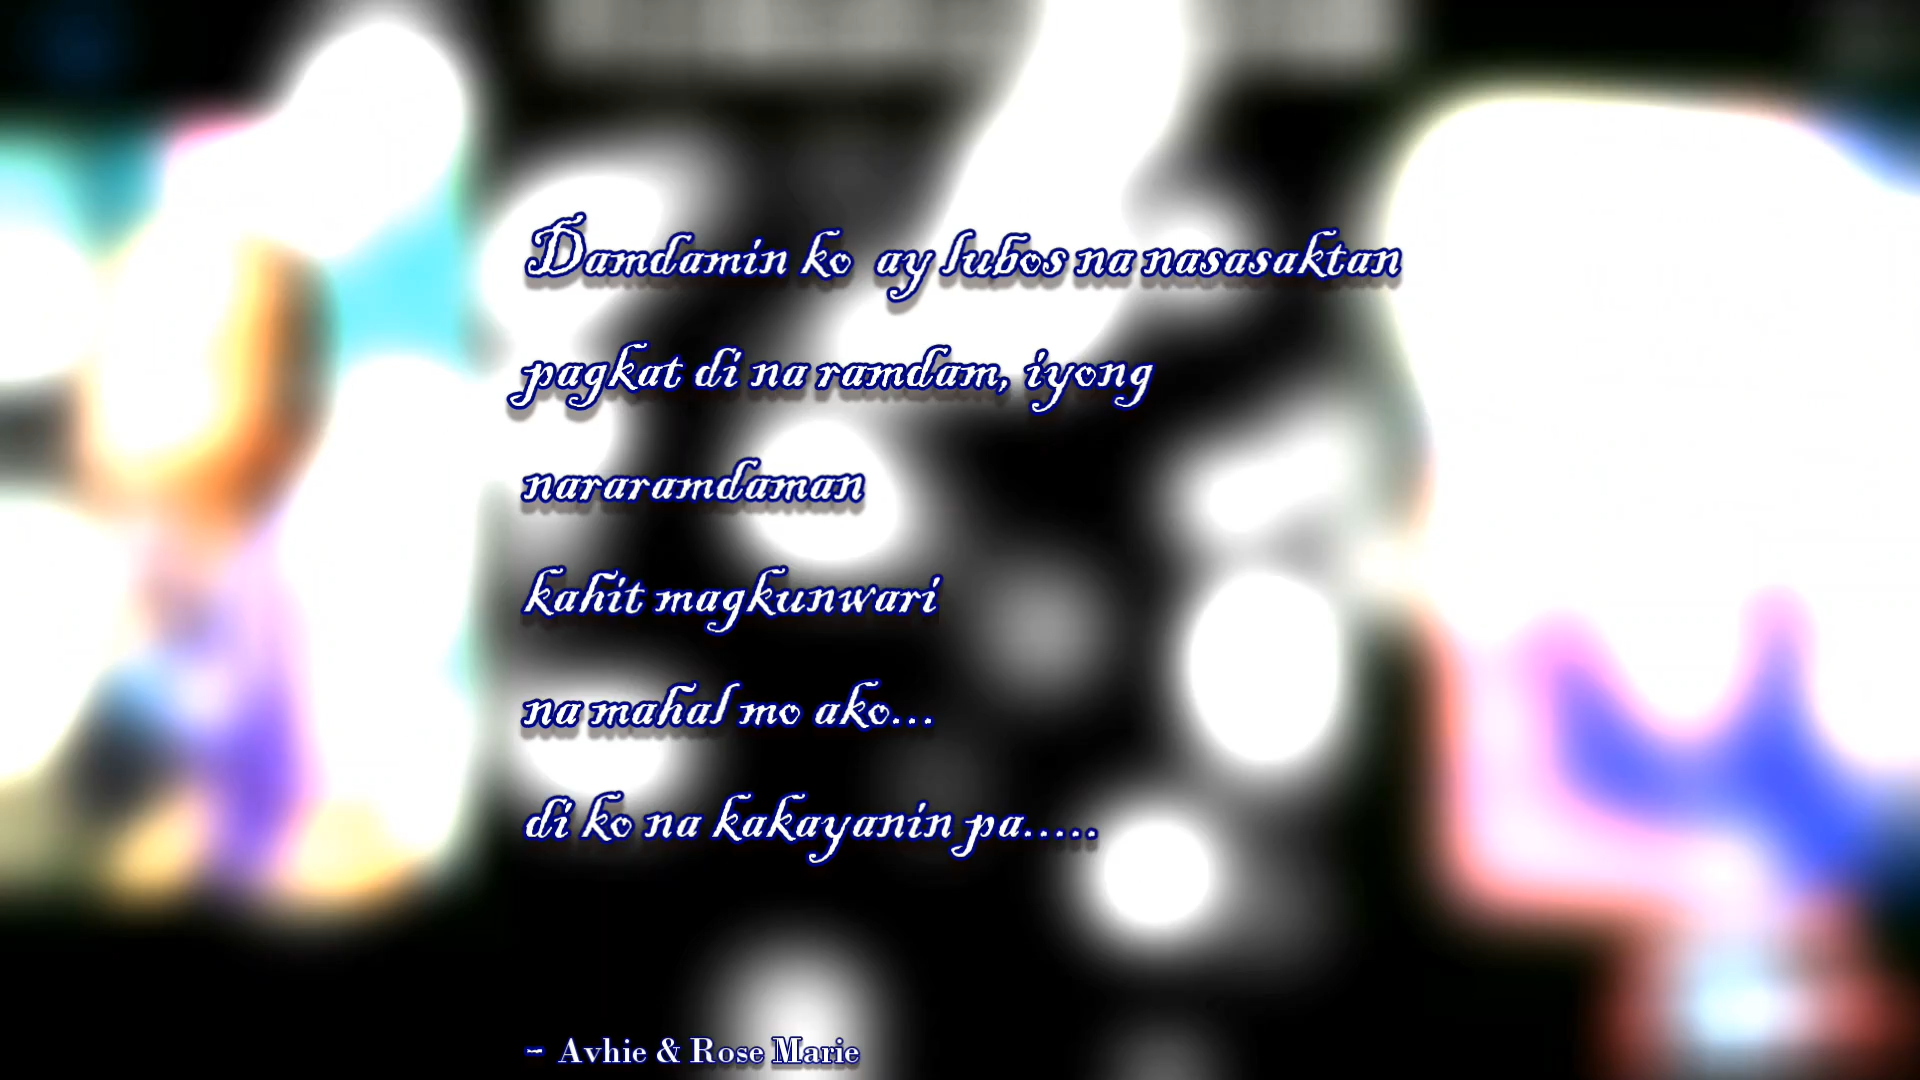 Damdamin ko  ay lubos na nasasaktan
pagkat di na ramdam, iyong
nararamdaman
kahit magkunwari
na mahal mo ako...
di ko na kakayanin pa.....
~ Avhie & Rose Marie